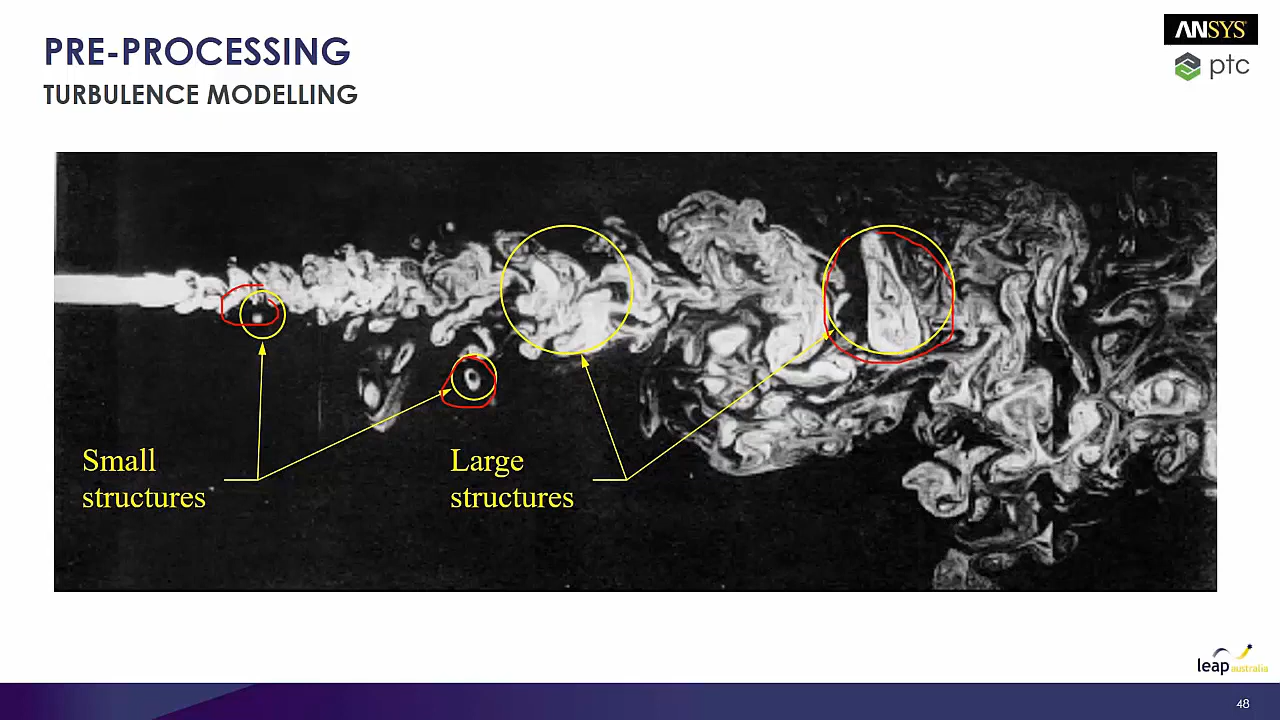 PRE-PROCESSING
TURBULENCE MODELLING
ANSYS
ptc
Small
structures
Large
structures
leap australia
48